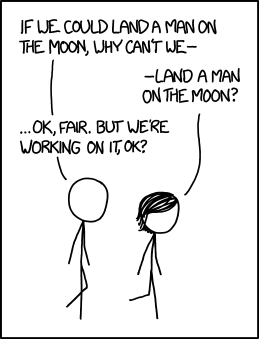 IF WE COULD LAND A MAN ON
THE MOON, WHY CAN'T WE—
—LAND A MAN
ON THE MOON?
...OK, FAIR. BUT WE'RE
WORKING ON IT, OK?